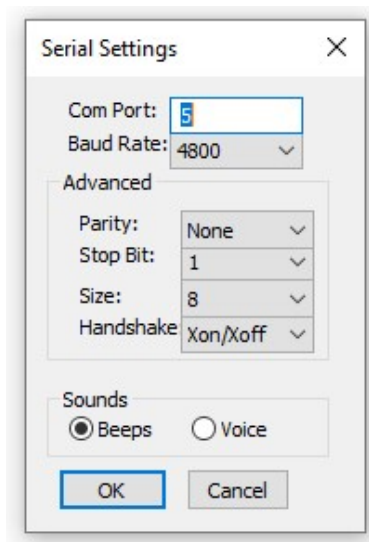 Serial Settings
Com Port: 5
Baud Rate: 4800
Advanced
Parity: None
Stop Bit: 1
Size: 8
Handshake Xon/Xoff
Sounds
Beeps Voice
OK Cancel